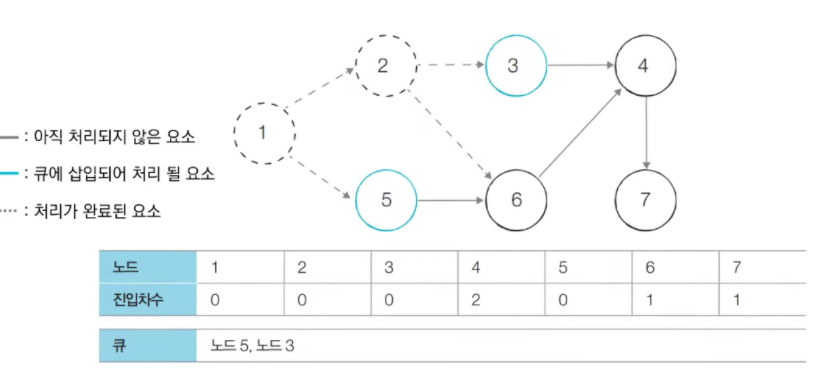 2
3
4
1
: 아직 처리되지 않은 요소
: 큐에 삽입되어 처리 될 요소
5
6
7
: 처리가 완료된 요소
노드 1 2 3 4 5 6 7
진입차수 0 0 0 2 0 1 1
큐 노드 5, 노드 3